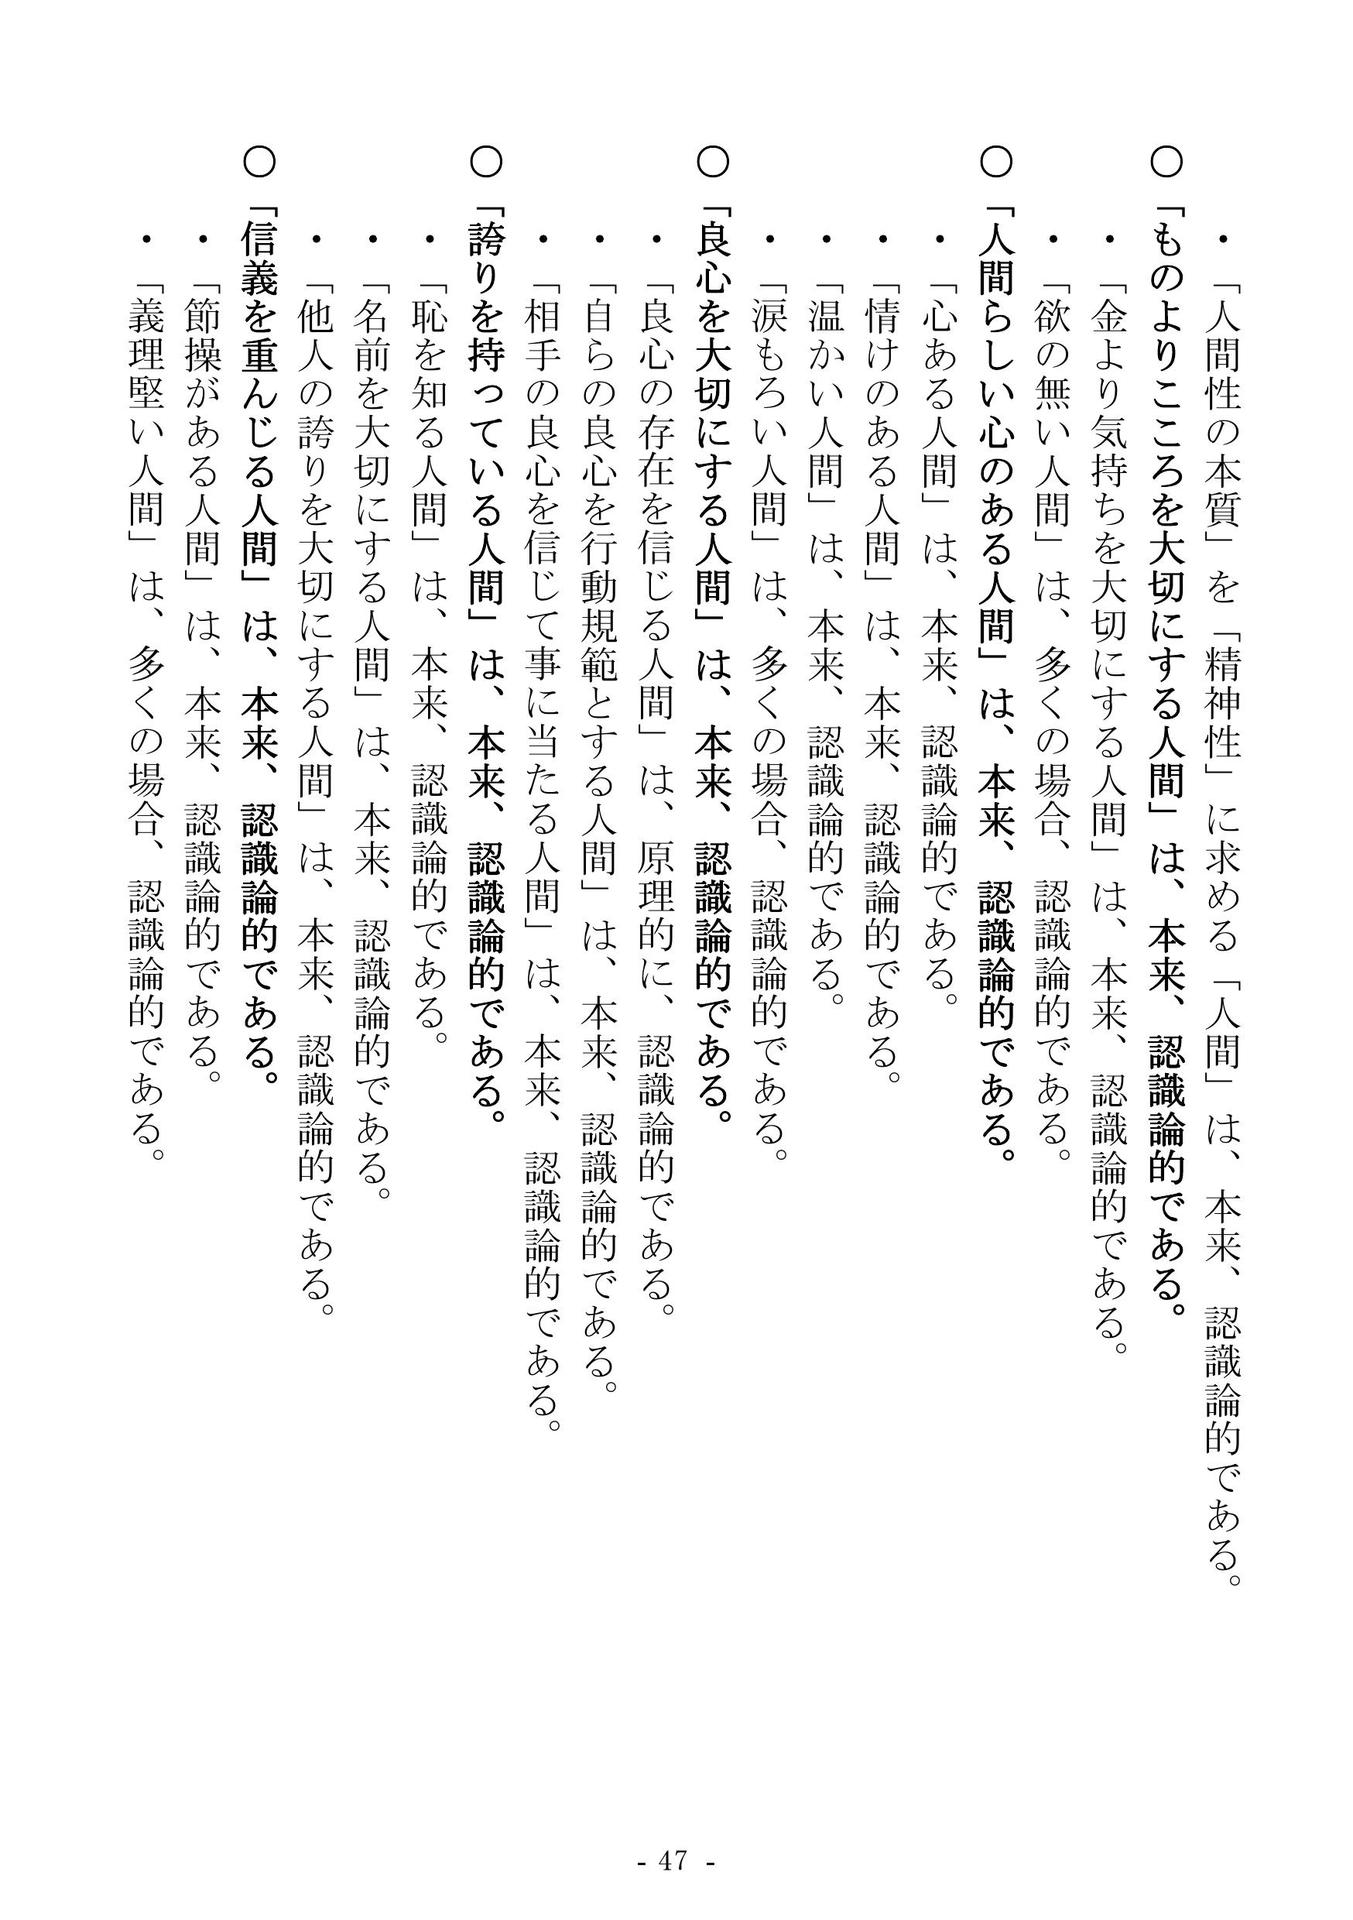 ・「人間性の本質」を「精神性」に求める「人間」は、本来、認識論的である。
○「ものよりこころを大切にする人間」は、本来、認識論的である。
・「金より気持ちを大切にする人間」は、本来、認識論的である。
・「欲の無い人間」は、多くの場合、認識論的である。
○「人間らしい心のある人間」は、本来、認識論的である。
・「心ある人間」は、本来、認識論的である。
・「情けのある人間」は、本来、認識論的である。
・「温かい人間」は、本来、認識論的である。
・「涙もろい人間」は、多くの場合、認識論的である。
○「良心を大切にする人間」は、本来、認識論的である。
・「良心の存在を信じる人間」は、原理的に、認識論的である。
・「自らの良心を行動規範とする人間」は、本来、認識論的である。
・「相手の良心を信じて事に当たる人間」は、本来、認識論的である。
○「誇りを持っている人間」は、本来、認識論的である。
・「恥を知る人間」は、本来、認識論的である。
・「名前を大切にする人間」は、本来、認識論的である。
・「他人の誇りを大切にする人間」は、本来、認識論的である。
○「信義を重んじる人間」は、本来、認識論的である。
・「節操がある人間」は、本来、認識論的である。
・「義理堅い人間」は、多くの場合、認識論的である。
- 47 -